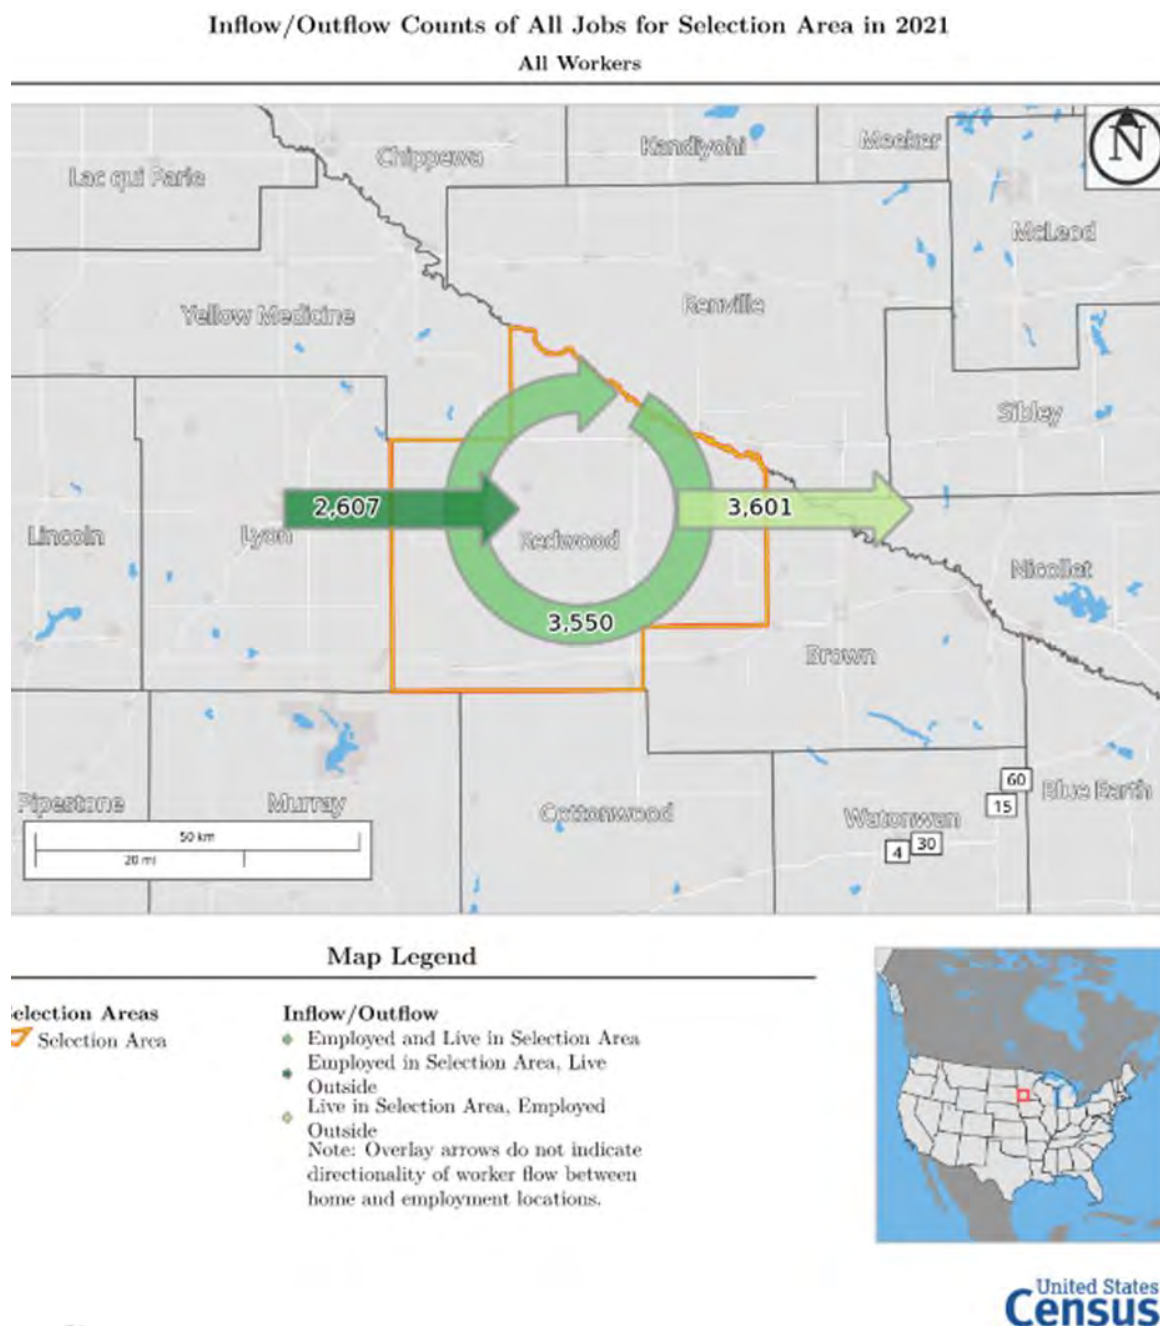 Inflow/Outflow Counts of All Jobs for Selection Area in 2021
All Workers
N
Lac qui Parle
Chippewa
Kandiyohi
Meeker
McLeod
Yellow Medicine
Renville
Sibley
2,607
3,601
Lincoln
Lyon
Redwood
Nicollet
3,550
Brown
Pipestone
Murray
Cottonwood
Watonwan
Blue Earth
60
15
4
30
50 km
20 mi
Map Legend
election Areas
Selection Area
Inflow/Outflow
Employed and Live in Selection Area
Employed in Selection Area, Live
Outside
Live in Selection Area, Employed
Outside
Note: Overlay arrows do not indicate
directionality of worker flow between
home and employment locations.
United States
Census